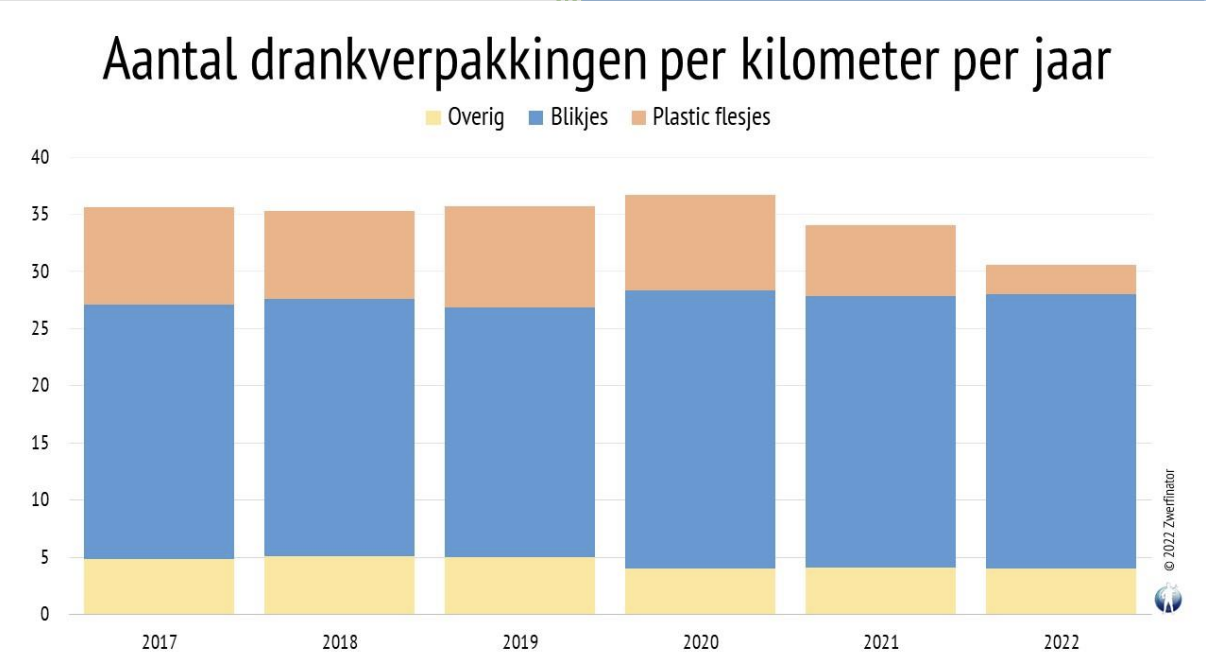 Aantal drankverpakkingen per kilometer per jaar
Overig Blikjes Plastic flesjes
40
35
30
25
20
15
10
5
0
2017 2018 2019 2020 2021 2022
© 2022 Zwerfinator